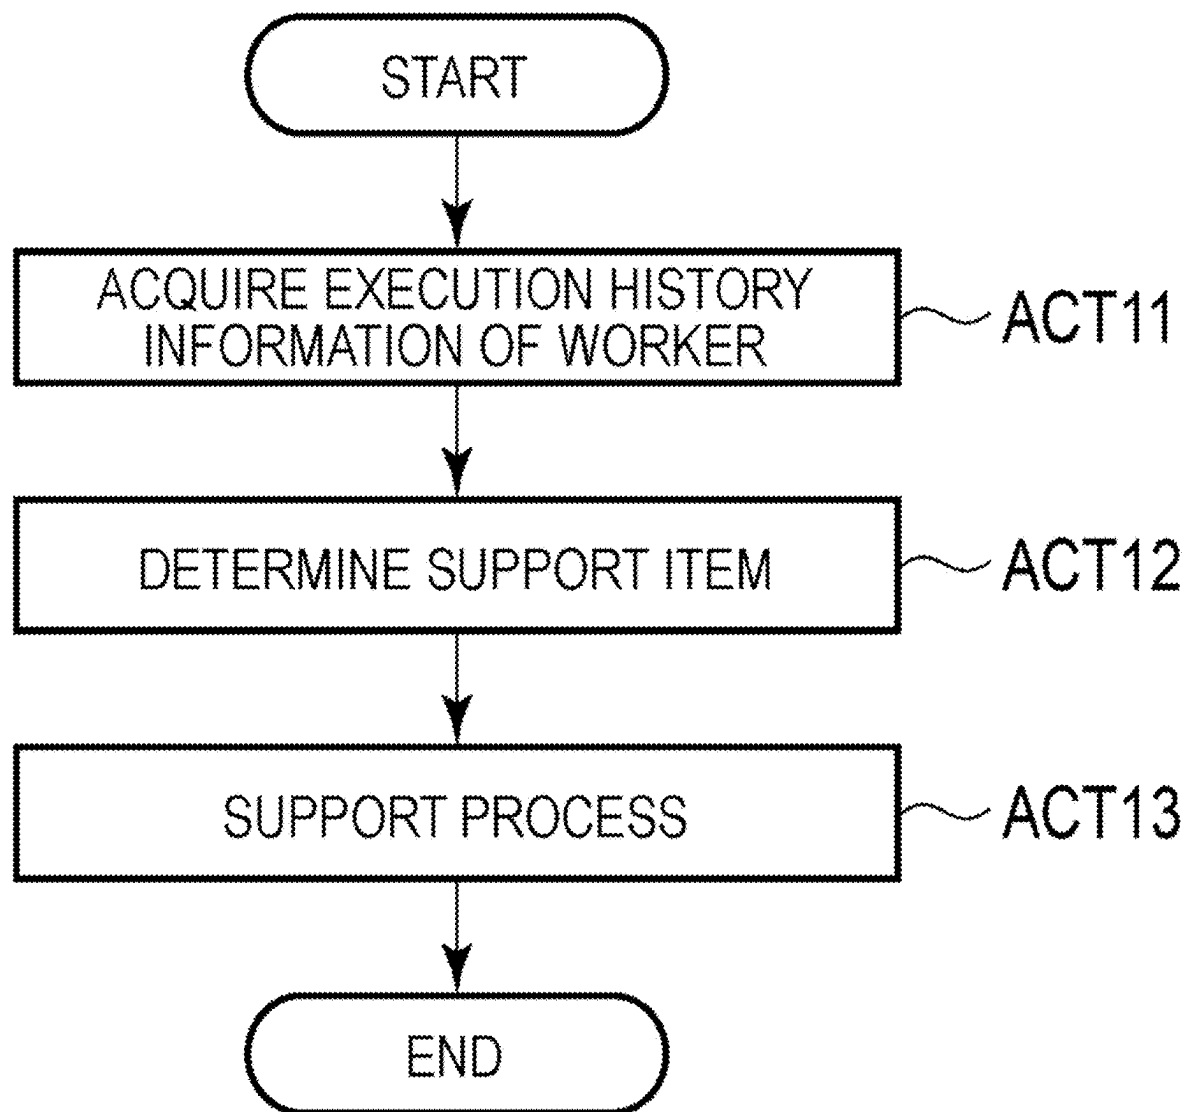 START
ACQUIRE EXECUTION HISTORY
INFORMATION OF WORKER
ACT11
DETERMINE SUPPORT ITEM
ACT12
SUPPORT PROCESS
ACT13
END